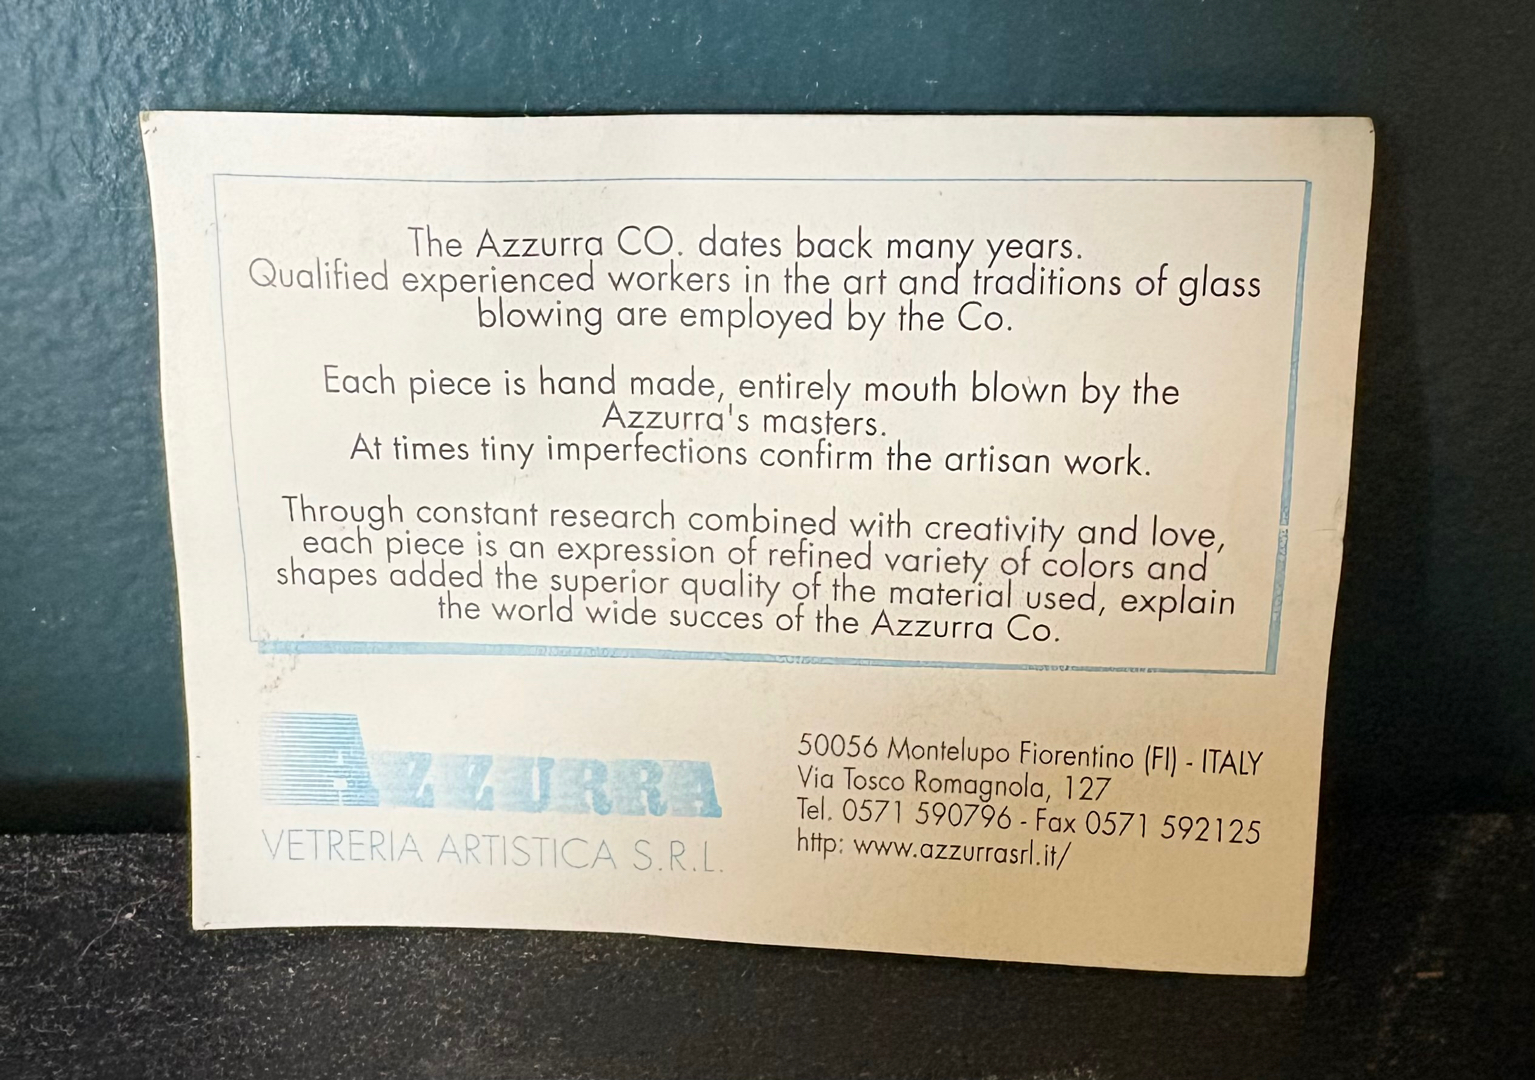 The Azzurra CO. dates back many years.
Qualified experienced workers in the art and traditions of glass
blowing are employed by the Co.
Each piece is hand made, entirely mouth blown by the
Azzurra's masters.
At times tiny imperfections confirm the artisan work.
Through constant research combined with creativity and love,
each piece is an expression of refined variety of colors and
shapes added the superior quality of the material used, explain
the world wide succes of the Azzurra Co.
AZZURRA
VETRERIA ARTISTICA S.R.L.
50056 Montelupo Fiorentino (FI) - ITALY
Via Tosco Romagnola, 127
Tel. 0571 590796 - Fax 0571 592125
http: www.azzurrasrl.it/